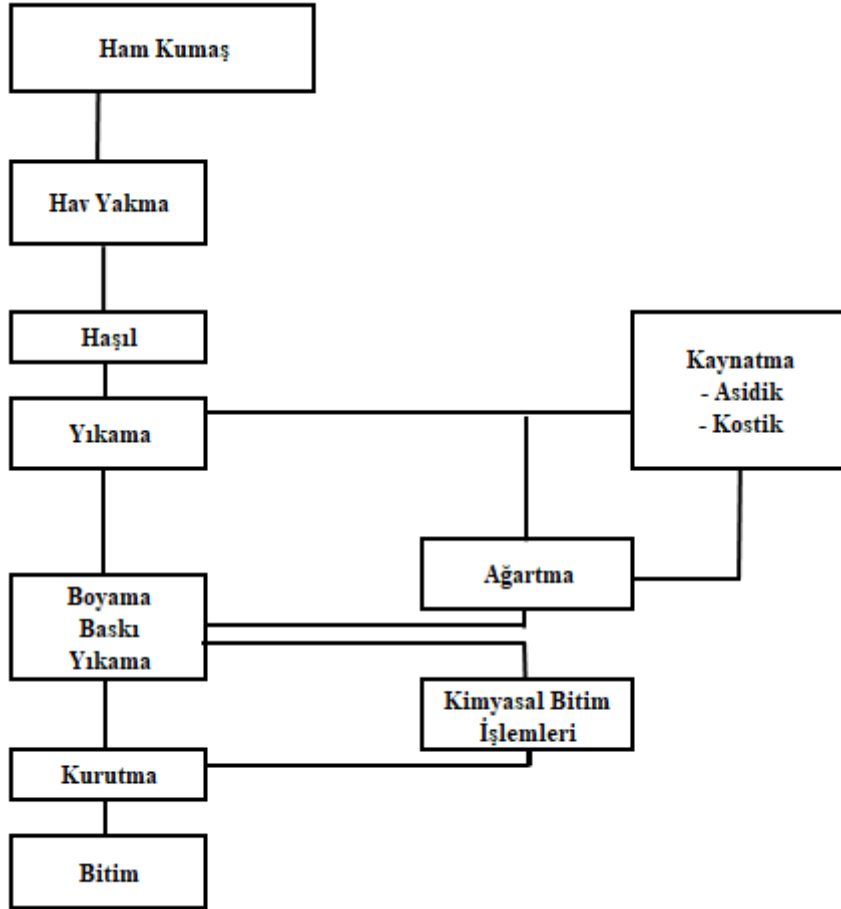 Ham Kumaş
Hav Yakma
Haşıl
Yıkama
Kaynatma
- Asidik
- Kostik
Ağartma
Boyama
Baskı
Yıkama
Kimyasal Bitim
İşlemleri
Kurutma
Bitim